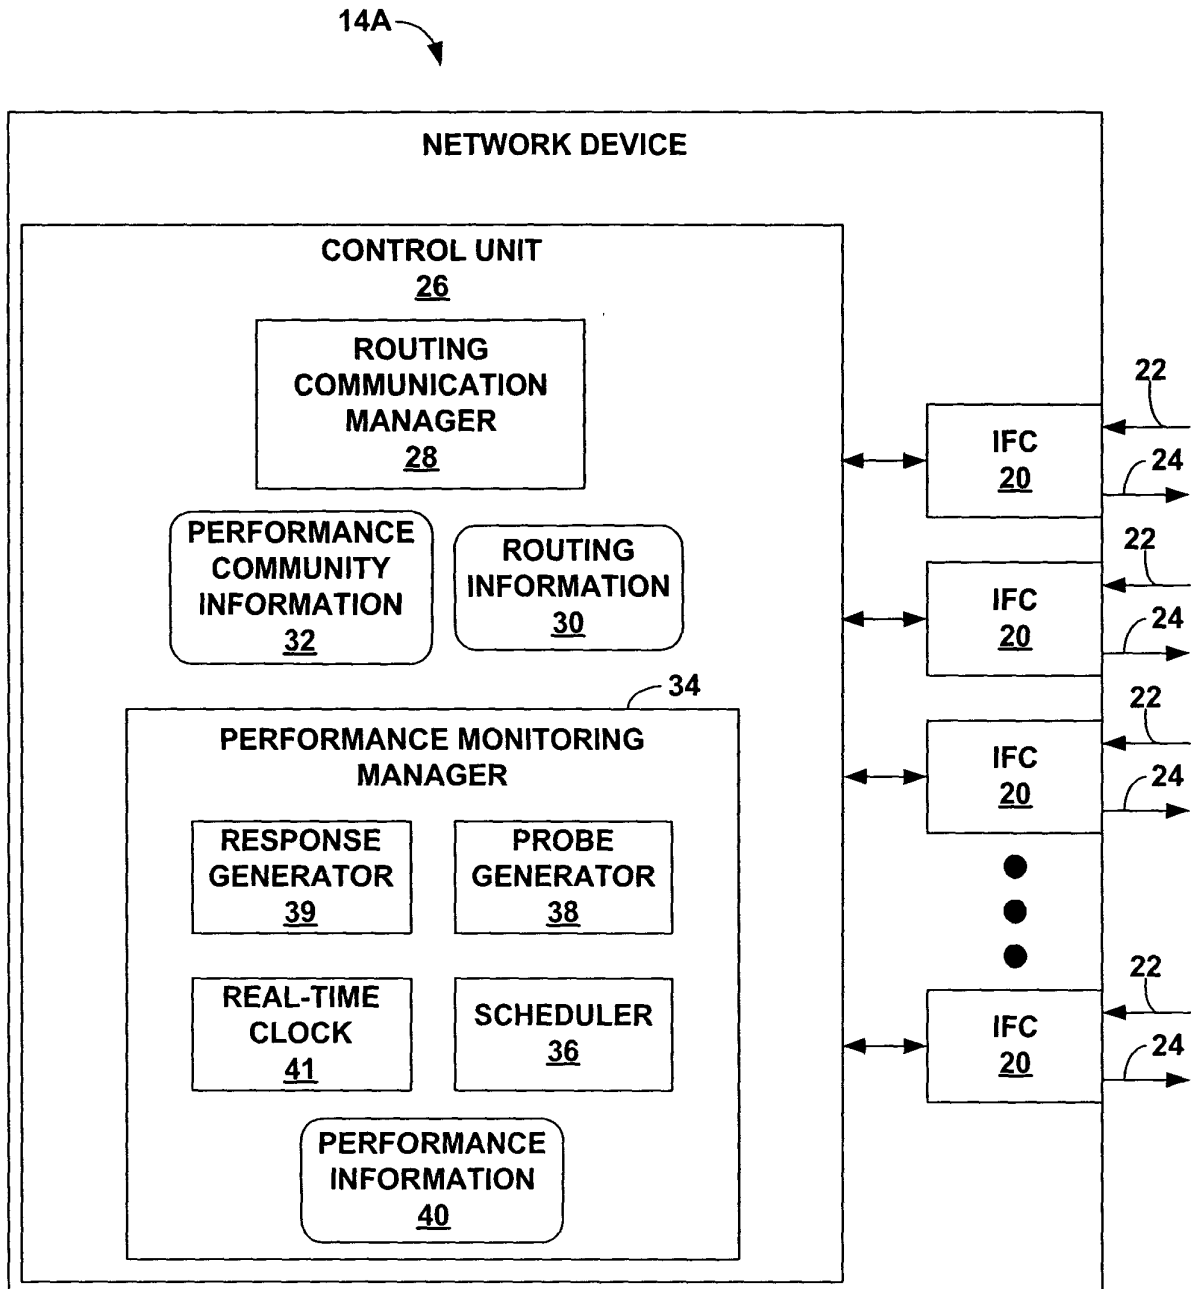 14A
NETWORK DEVICE
CONTROL UNIT
26
ROUTING
COMMUNICATION
MANAGER
28
PERFORMANCE
COMMUNITY
INFORMATION
32
ROUTING
INFORMATION
30
34
PERFORMANCE MONITORING
MANAGER
RESPONSE
GENERATOR
39
PROBE
GENERATOR
38
REAL-TIME
CLOCK
41
SCHEDULER
36
PERFORMANCE
INFORMATION
40
IFC
20
22
24
IFC
20
22
24
IFC
20
22
24
IFC
20
22
24